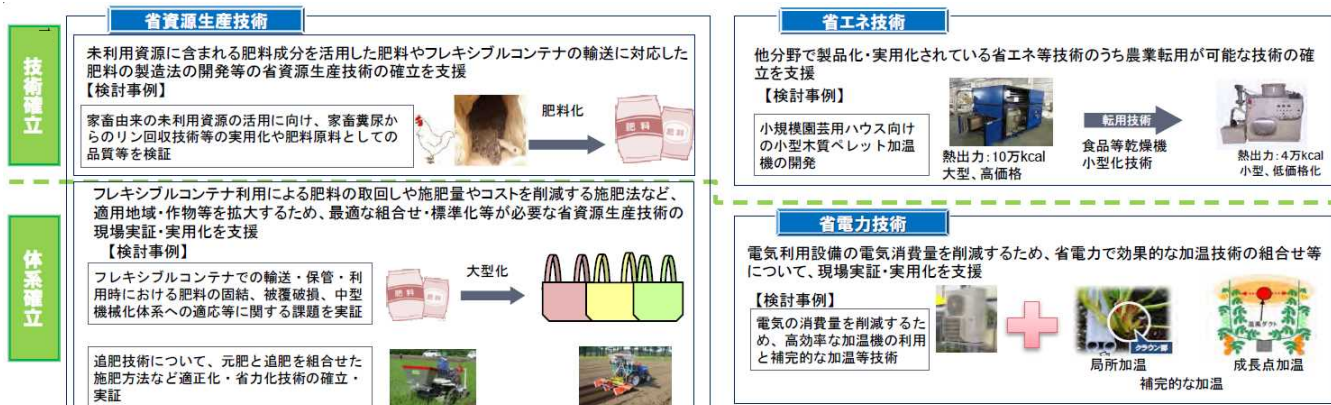 省資源生産技術
技術確立
未利用資源に含まれる肥料成分を活用した肥料やフレキシブルコンテナの輸送に対応した
肥料の製造法の開発等の省資源生産技術の確立を支援
【検討事例】
家畜由来の未利用資源の活用に向け、家畜糞尿か
らのリン回収技術等の実用化や肥料原料としての
品質等を検証
肥料化
肥料
肥料
体系確立
フレキシブルコンテナ利用による肥料の取回しや施肥量やコストを削減する施肥法など、
適用地域・作物等を拡大するため、最適な組合せ・標準化等が必要な省資源生産技術の
現場実証・実用化を支援
【検討事例】
フレキシブルコンテナでの輸送・保管・利
用時における肥料の固結、被覆破損、中型
機械化体系への適応等に関する課題を実証
肥料
肥料
大型化
追肥技術について、元肥と追肥を組合せた
施肥方法など適正化・省力化技術の確立・
実証
省エネ技術
他分野で製品化・実用化されている省エネ等技術のうち農業転用が可能な技術の確
立を支援
【検討事例】
小規模園芸用ハウス向け
の小型木質ペレット加温
機の開発
熱出力：10万kcal
大型、高価格
転用技術
食品等乾燥機
小型化技術
熱出力：4万kcal
小型、低価格化
省電力技術
電気利用設備の電気消費量を削減するため、省電力で効果的な加温技術の組合せ等
について、現場実証・実用化を支援
【検討事例】
電気の消費量を削減するた
め、高効率な加温機の利用
と補完的な加温等技術
クラウン部
局所加温
温風ダクト
成長点加温
補完的な加温